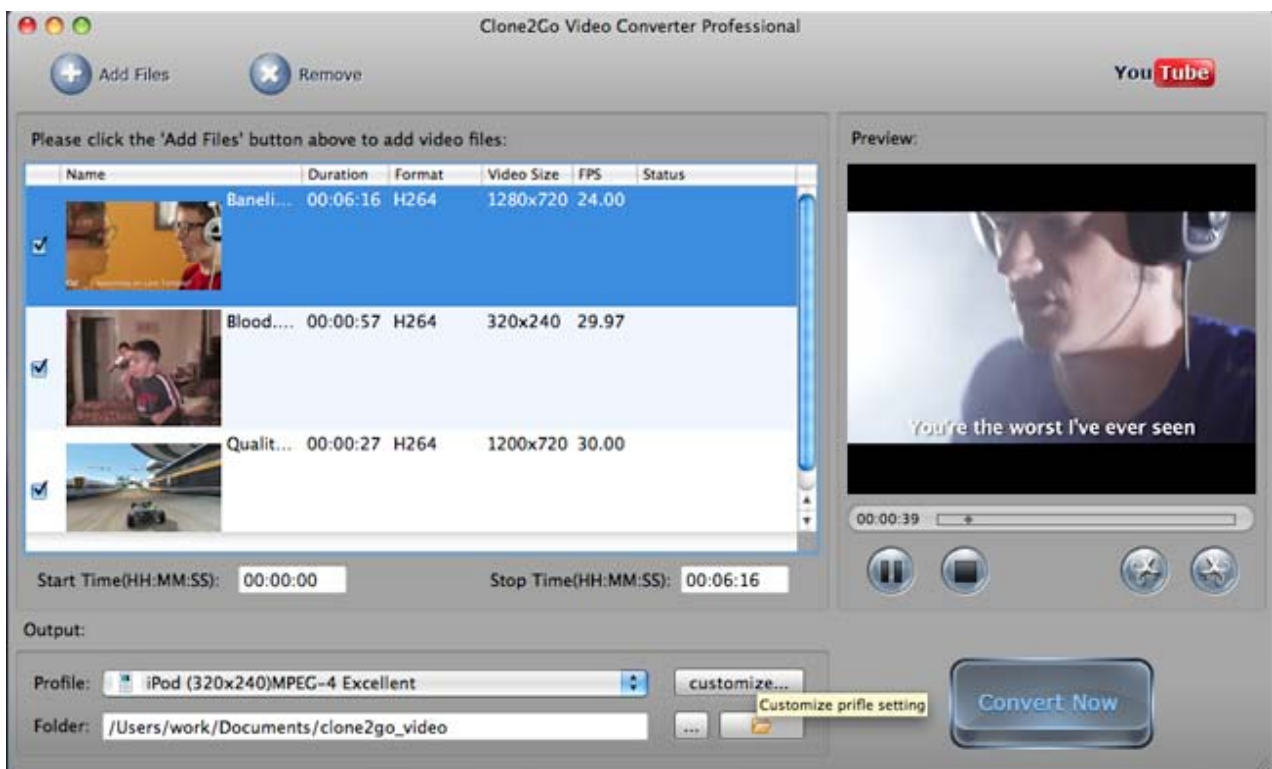 Clone2Go Video Converter Professional
Add Files Remove YouTube
Please click the 'Add Files' button above to add video files:
Preview:
Name Duration Format Video Size FPS Status
Baneli... 00:06:16 H264 1280x720 24.00
Blood.... 00:00:57 H264 320x240 29.97
You're the worst I've ever seen
Qualit... 00:00:27 H264 1200x720 30.00
00:00:39
Start Time(HH:MM:SS): 00:00:00 Stop Time(HH:MM:SS): 00:06:16
Output:
Profile: iPod (320x240)MPEG-4 Excellent customize...
Customize prifle setting
Convert Now
Folder: /Users/work/Documents/clone2go_video ...